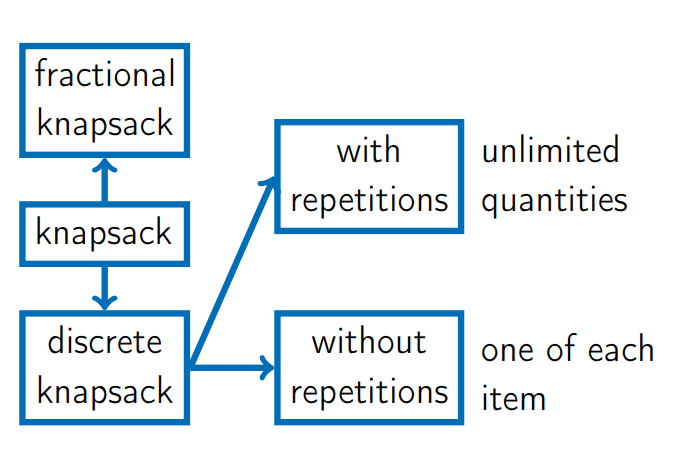 fractional
knapsack
knapsack
discrete
knapsack
with
repetitions
unlimited
quantities
without
repetitions
one of each
item